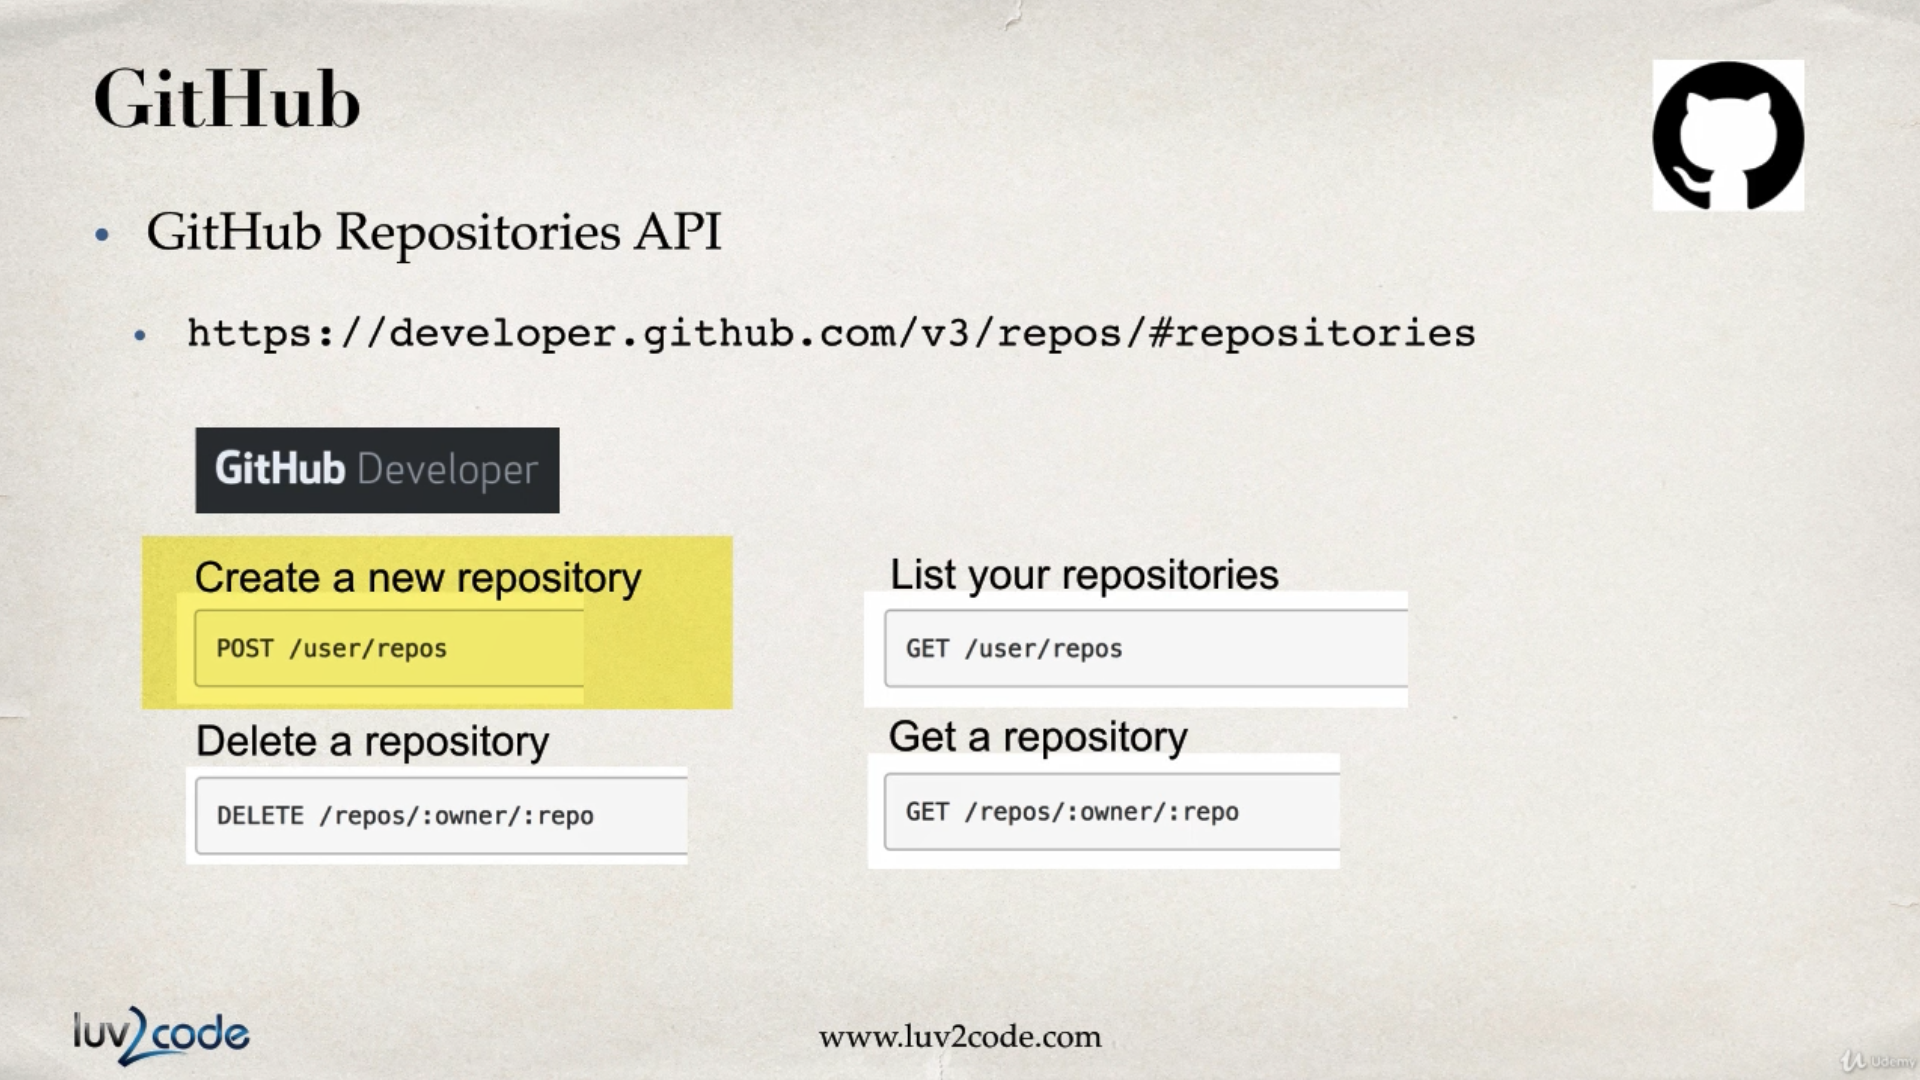 GitHub
• GitHub Repositories API
• https://developer.github.com/v3/repos/#repositories
GitHub Developer
Create a new repository
POST /user/repos
List your repositories
GET /user/repos
Delete a repository
DELETE /repos/:owner/:repo
Get a repository
GET /repos/:owner/:repo
luv2code
www.luv2code.com
Udemy